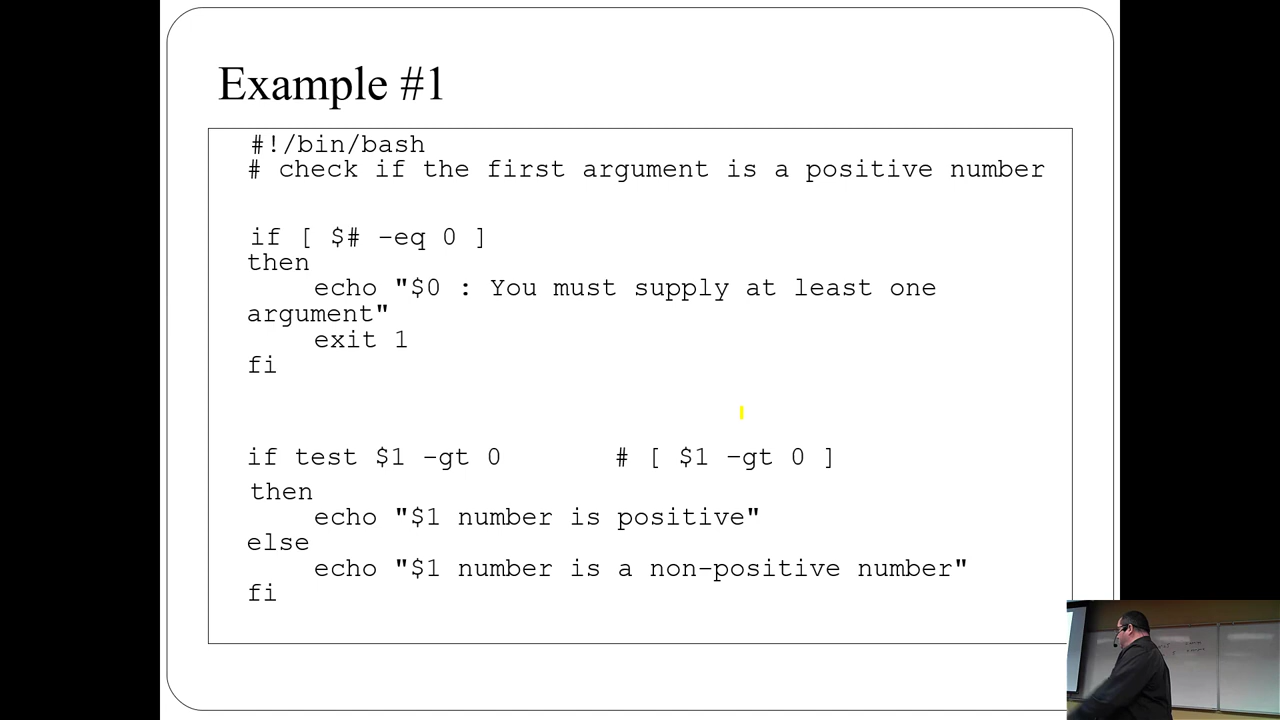 Example #1
#!/bin/bash
# check if the first argument is a positive number
if [ $# -eq 0 ]
then
echo "$0 : You must supply at least one
argument"
exit 1
fi
if test $1 -gt 0 # [ $1 -gt 0 ]
then
echo "$1 number is positive"
else
echo "$1 number is a non-positive number"
fi